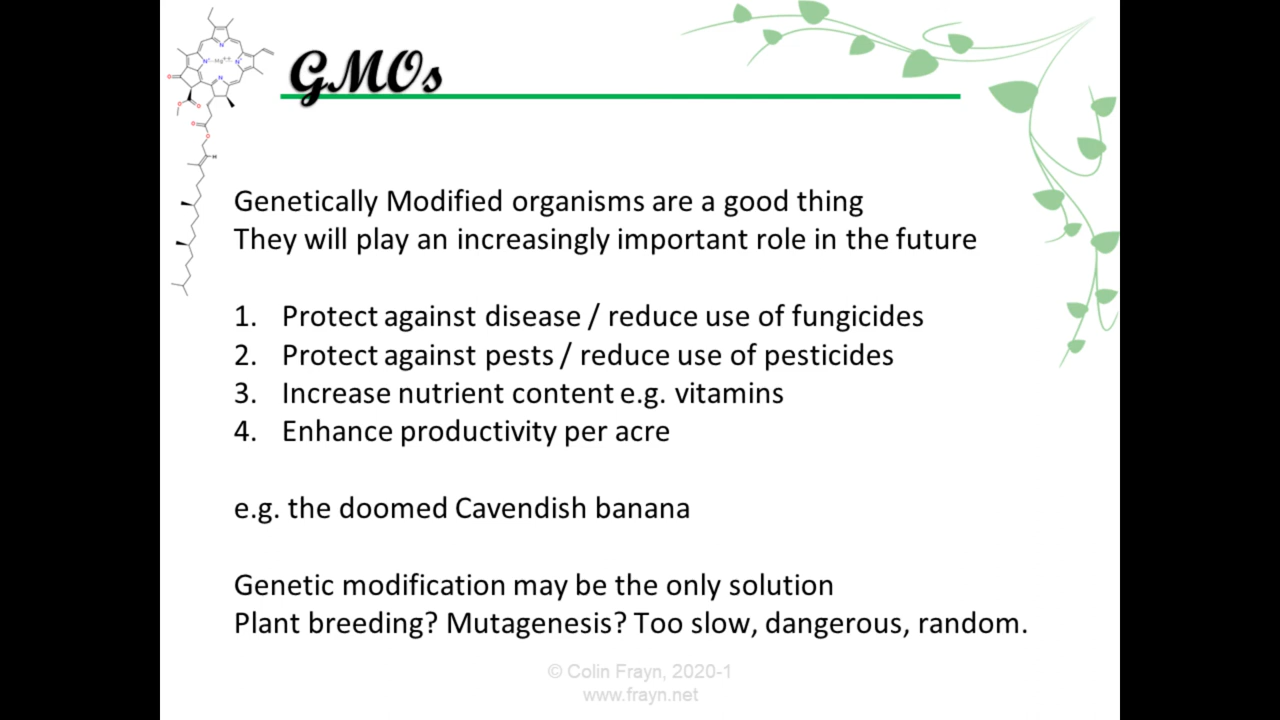 GMOs
Genetically Modified organisms are a good thing
They will play an increasingly important role in the future
1. Protect against disease / reduce use of fungicides
2. Protect against pests / reduce use of pesticides
3. Increase nutrient content e.g. vitamins
4. Enhance productivity per acre
e.g. the doomed Cavendish banana
Genetic modification may be the only solution
Plant breeding? Mutagenesis? Too slow, dangerous, random.
© Colin Frayn, 2020-1
www.frayn.net